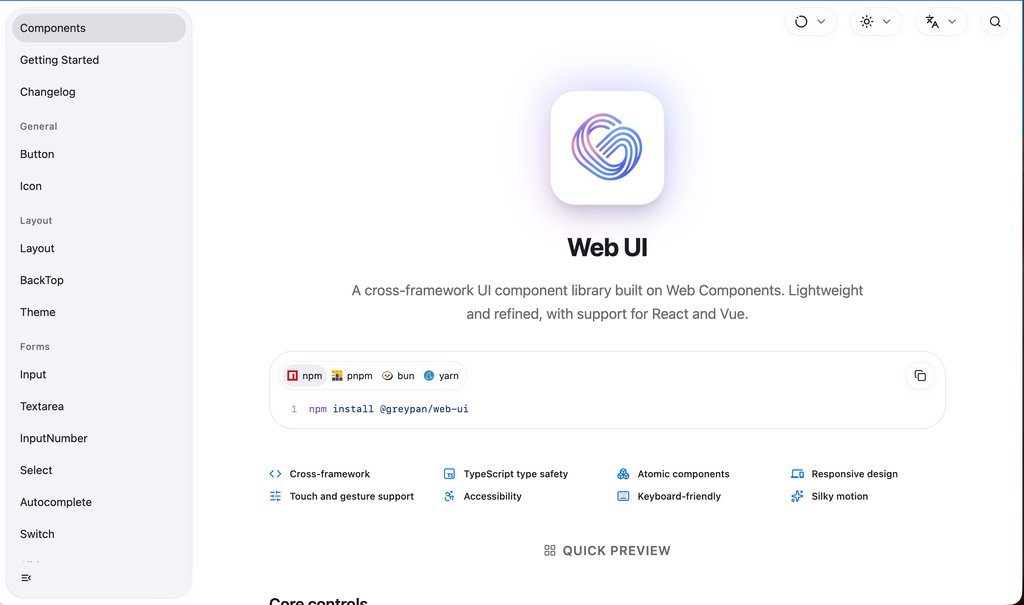 Components
Getting Started
Changelog
General
Button
Icon
Layout
Layout
BackTop
Theme
Forms
Input
Textarea
InputNumber
Select
Autocomplete
Switch
Web UI
A cross-framework UI component library built on Web Components. Lightweight
and refined, with support for React and Vue.
npm pnpm bun yarn
1 npm install @greypan/web-ui
Cross-framework
TypeScript type safety
Atomic components
Responsive design
Touch and gesture support
Accessibility
Keyboard-friendly
Silky motion
QUICK PREVIEW
Core controls